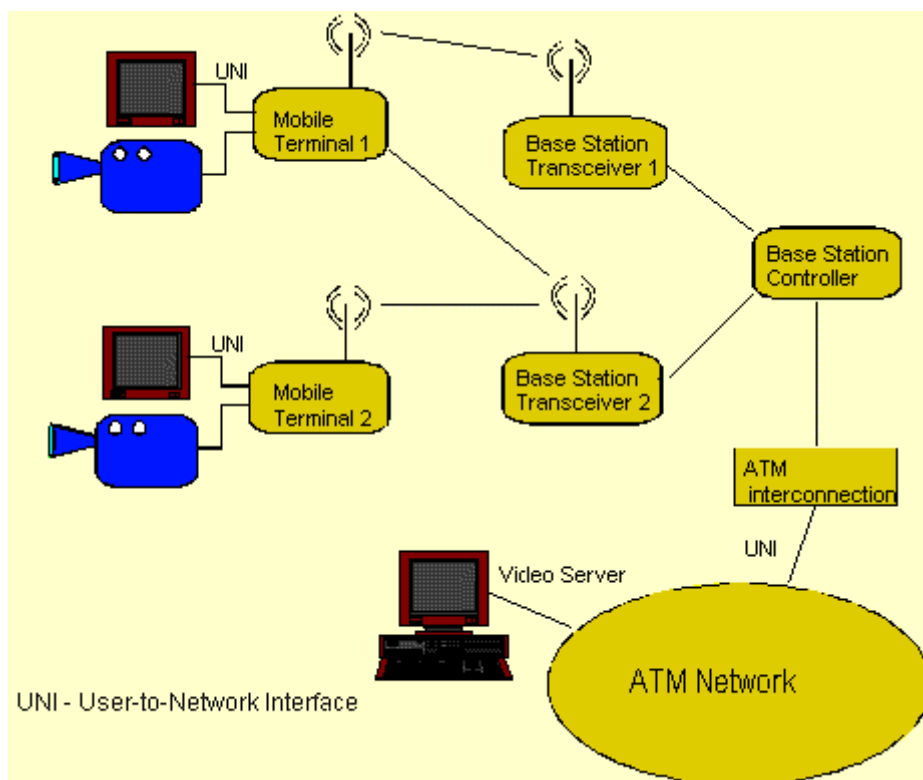 UNI
Mobile
Terminal 1
Base Station
Transceiver 1
Base Station
Controller
UNI
Mobile
Terminal 2
Base Station
Transceiver 2
ATM
interconnection
UNI
Video Server
ATM Network
UNI - User-to-Network Interface